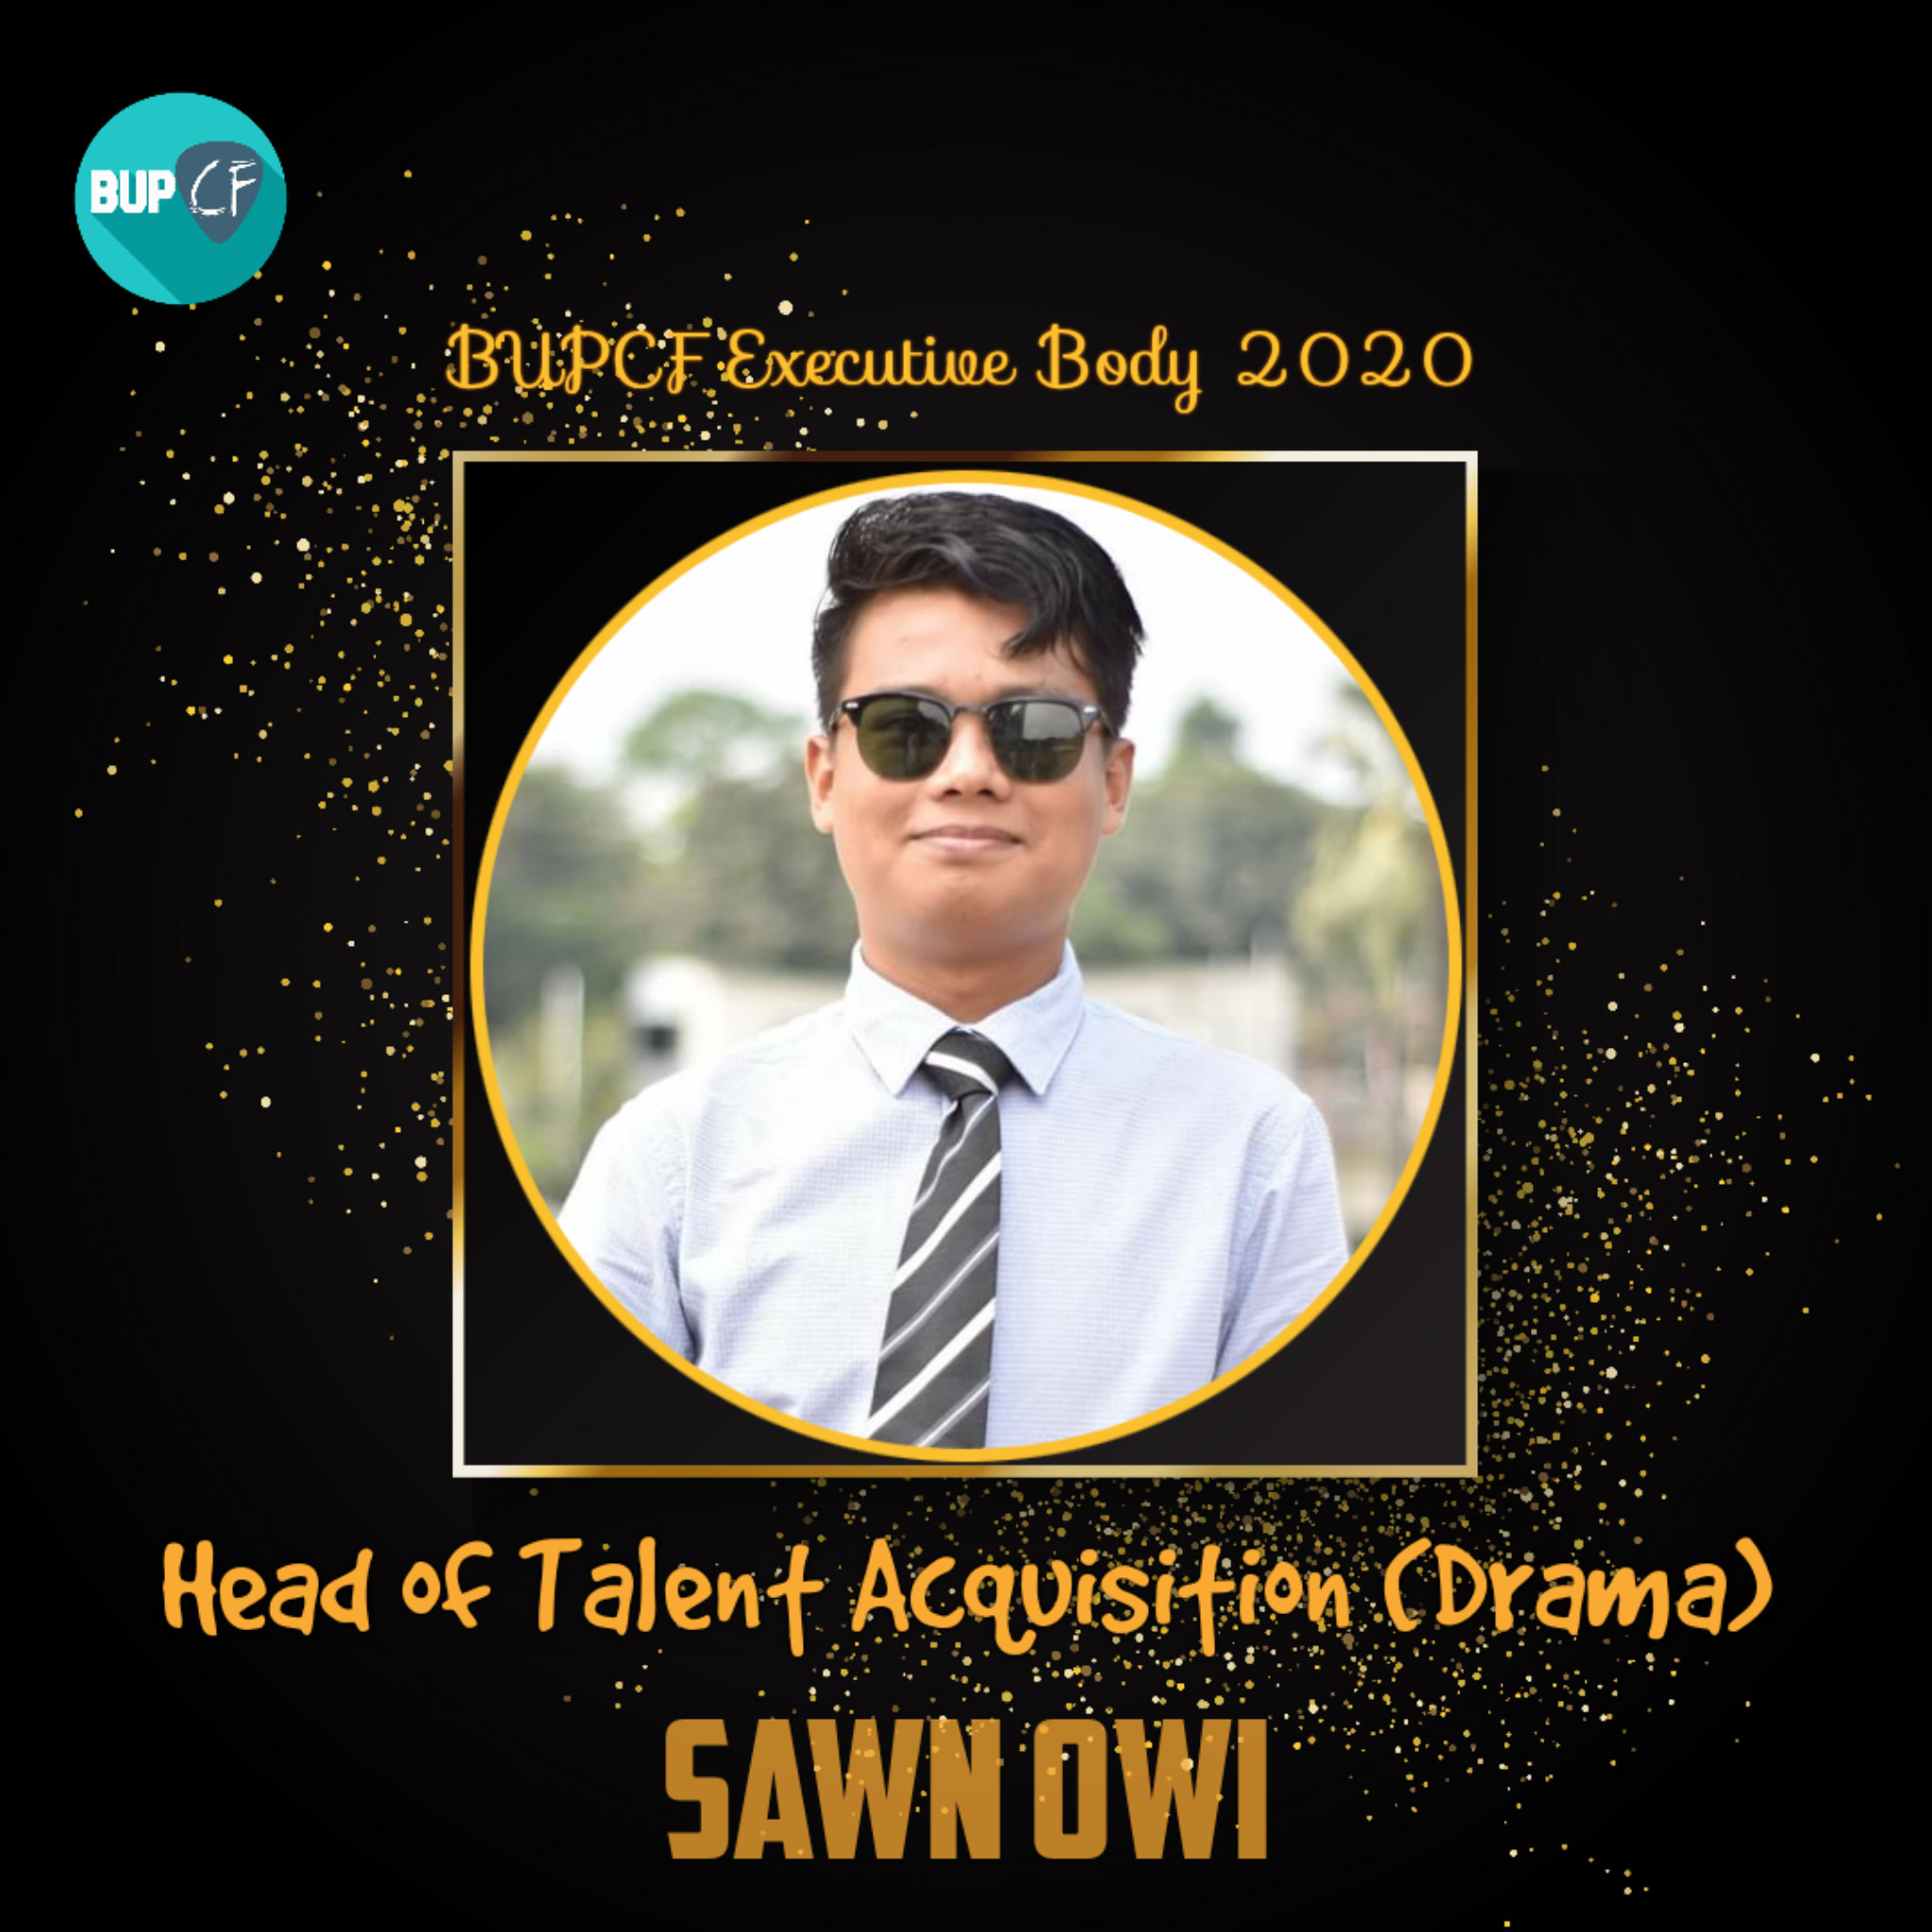 BUP CF
BUPCF Executive Body 2020
Head of Talent Acquisition (Drama)
SAWN OWI